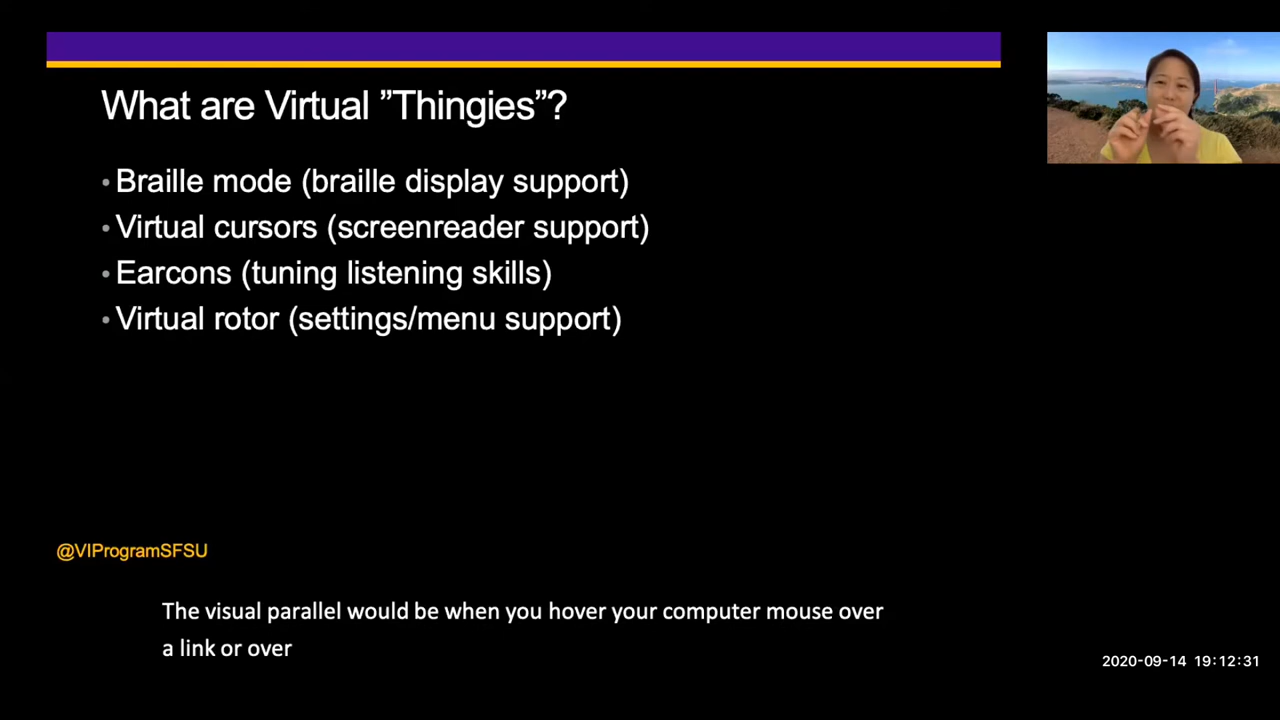 What are Virtual ”Thingies”?
• Braille mode (braille display support)
• Virtual cursors (screenreader support)
• Earcons (tuning listening skills)
• Virtual rotor (settings/menu support)
@VIProgramSFSU
The visual parallel would be when you hover your computer mouse over
a link or over
2020-09-14 19:12:31